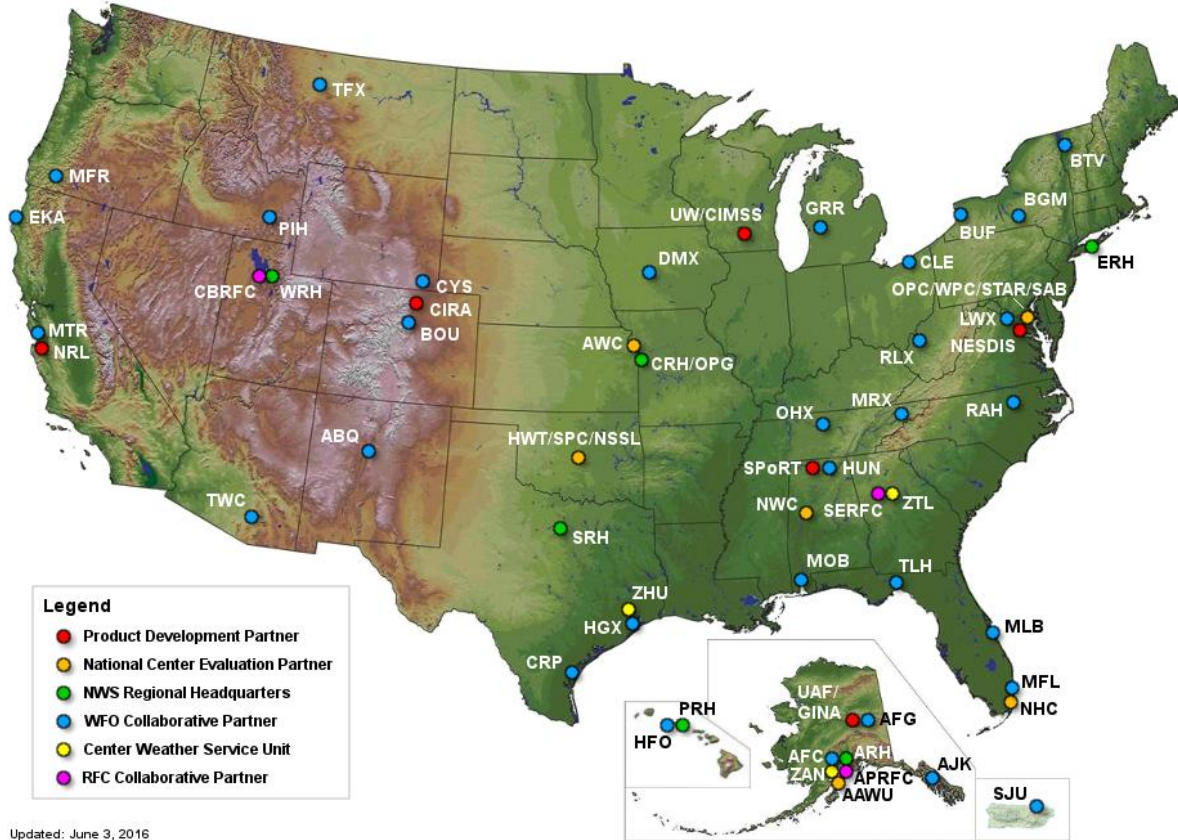 TFX
MFR
EKA
PIH
CBRFC
WRH
CYS
CIRA
BOU
MTR
NRL
ABQ
TWC
UW/CIMSS
GRR
DMX
AWC
CRH/OPG
HWT/SPC/NSSL
SRH
BTV
BGM
BUF
ERH
CLE
OPC/WPC/STAR/SAB
LWX
NESDIS
RLX
RAH
MRX
OHX
SPoRT
HUN
NWC
SERFC
ZTL
MOB
TLH
ZHU
HGX
CRP
MLB
MFL
NHC
Legend
Product Development Partner
National Center Evaluation Partner
NWS Regional Headquarters
WFO Collaborative Partner
Center Weather Service Unit
RFC Collaborative Partner
PRH
HFO
UAF/
GINA
AFG
AFC
ARH
ZAN
APRFC
AAWU
AJK
SJU
Updated: June 3, 2016